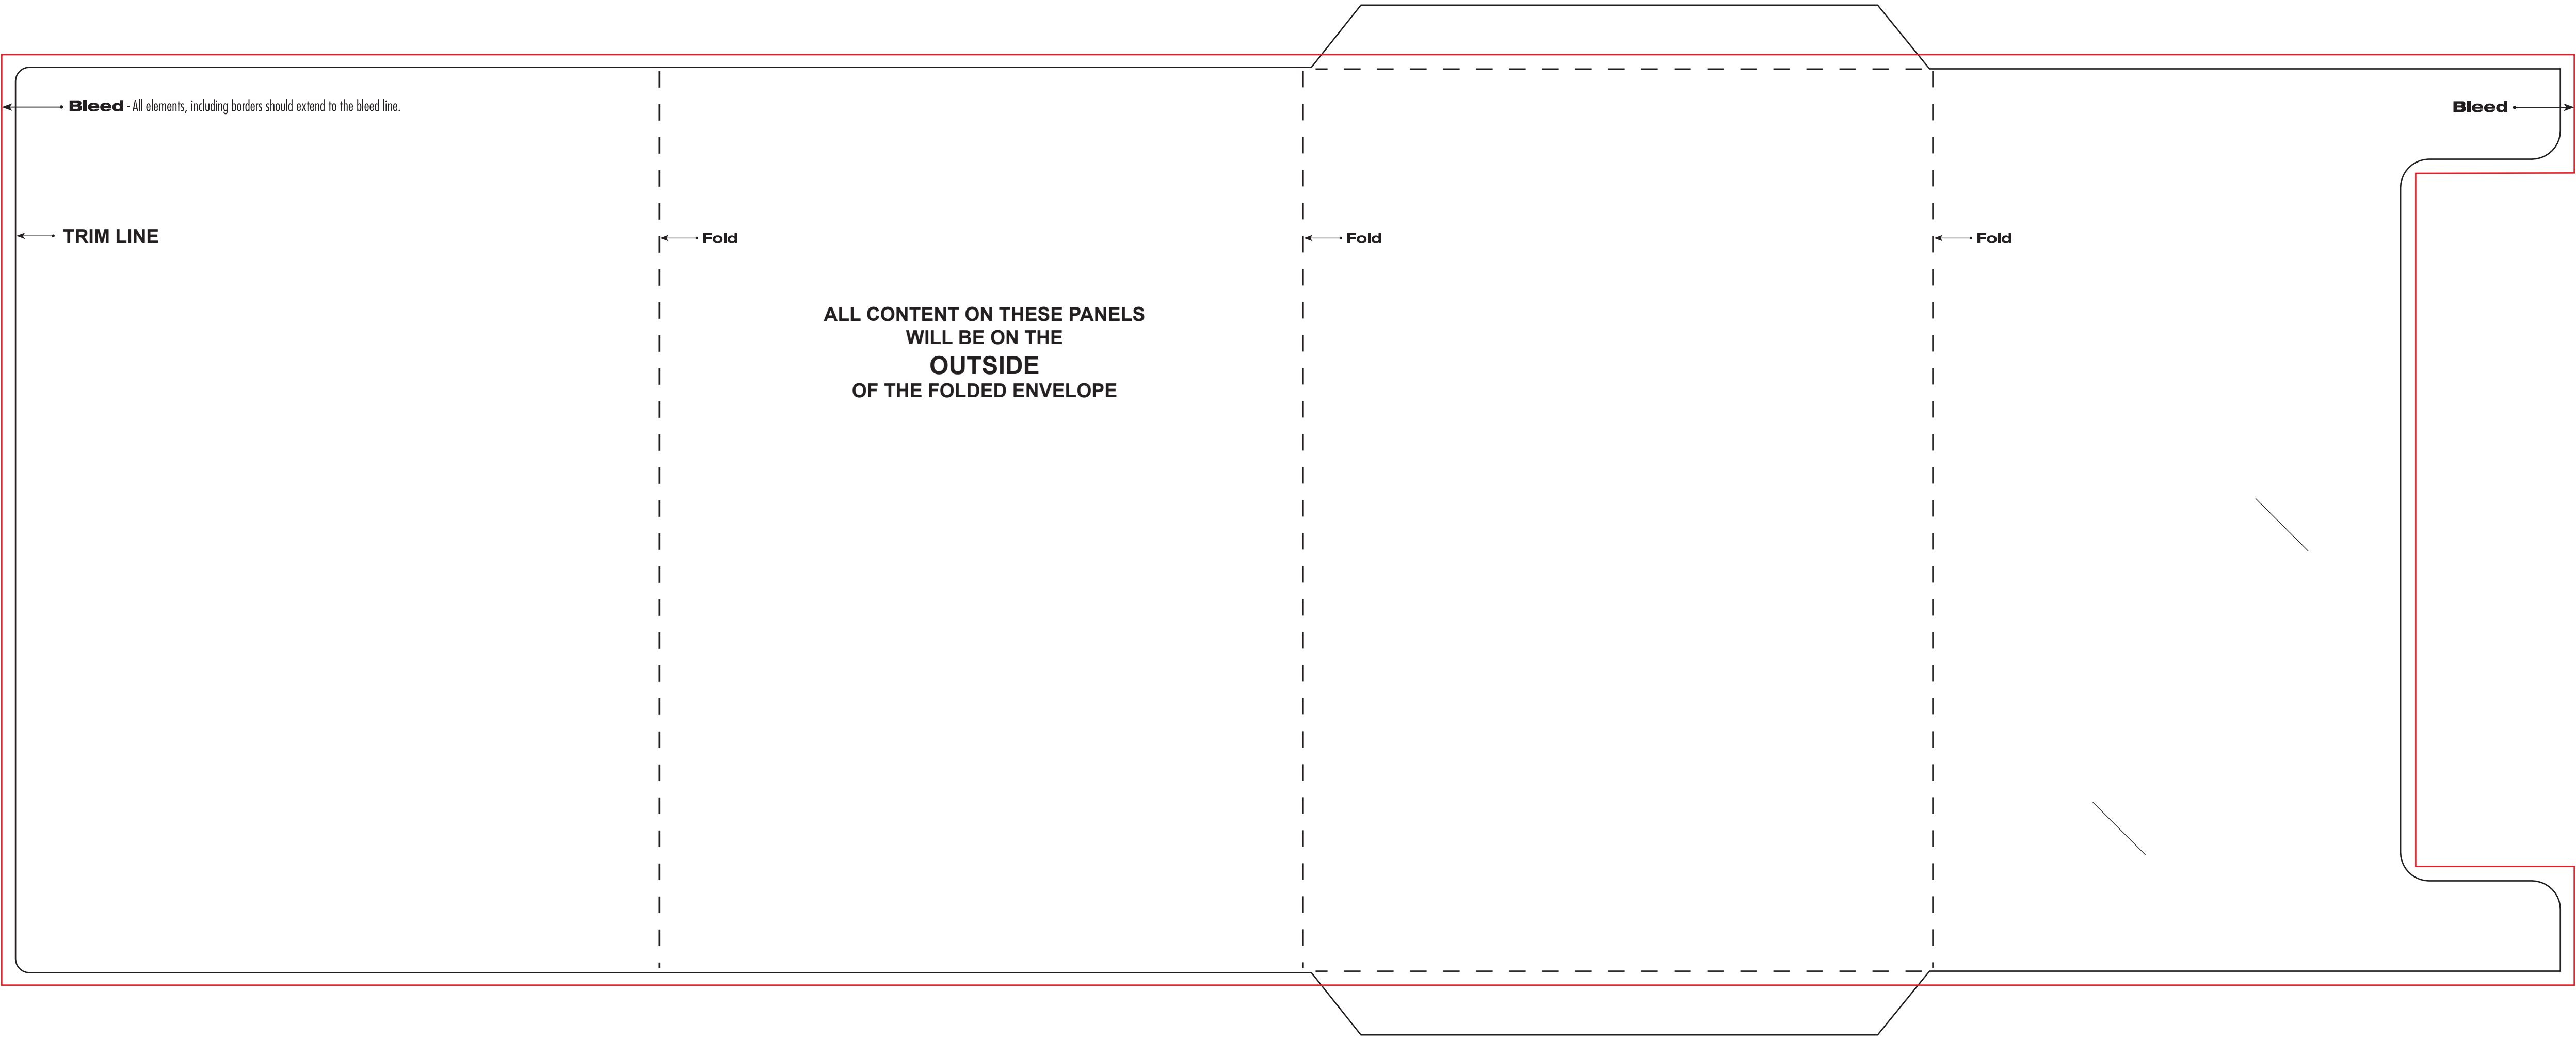 Bleed - All elements, including borders should extend to the bleed line.
Bleed
TRIM LINE
Fold
Fold
Fold
ALL CONTENT ON THESE PANELS
WILL BE ON THE
OUTSIDE
OF THE FOLDED ENVELOPE